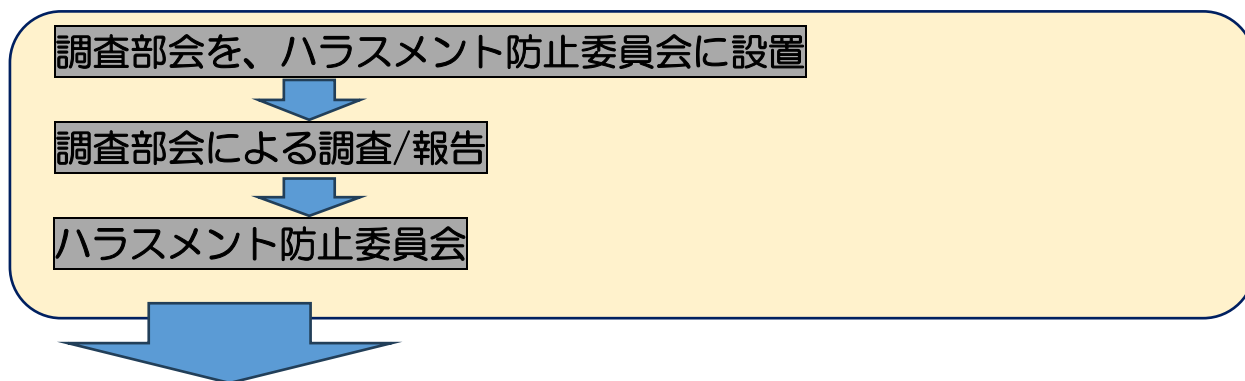 調査部会を、ハラスメント防止委員会に設置
調査部会による調査/報告
ハラスメント防止委員会